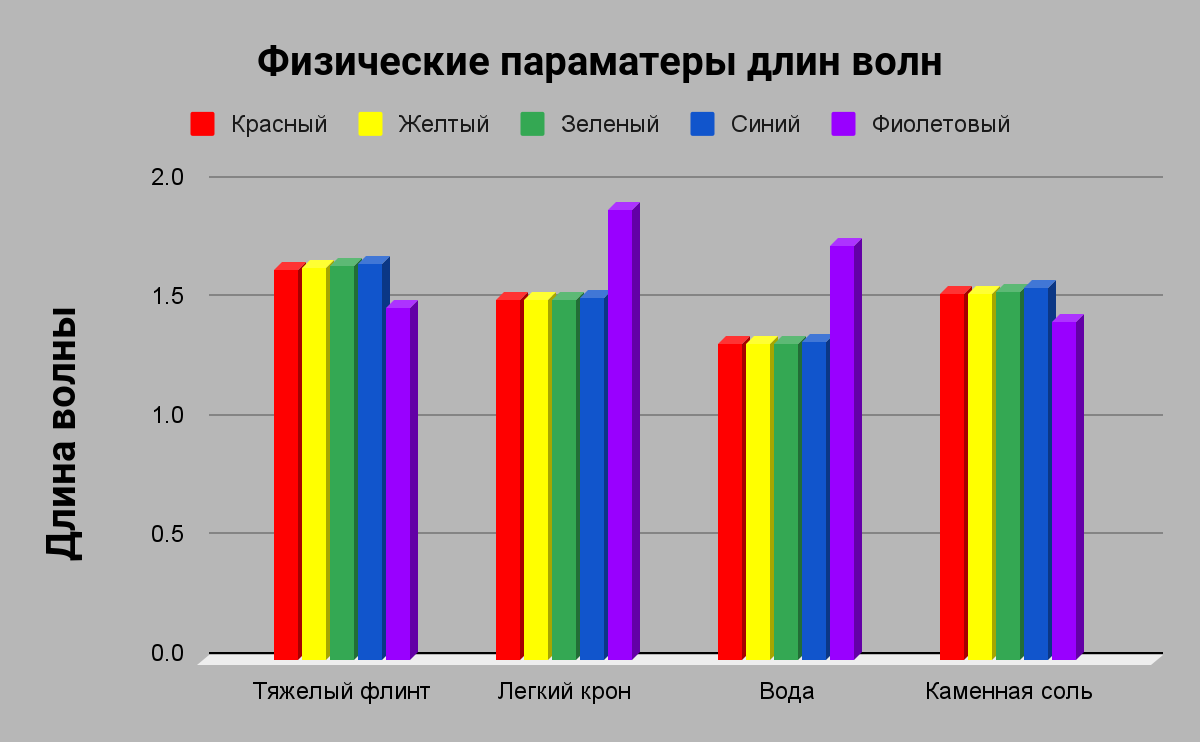 Физические параматеры длин волн
Красный Желтый Зеленый Синий Фиолетовый
Длина волны
2.0
1.5
1.0
0.5
0.0
Тяжелый флинт Легкий крон Вода Каменная соль